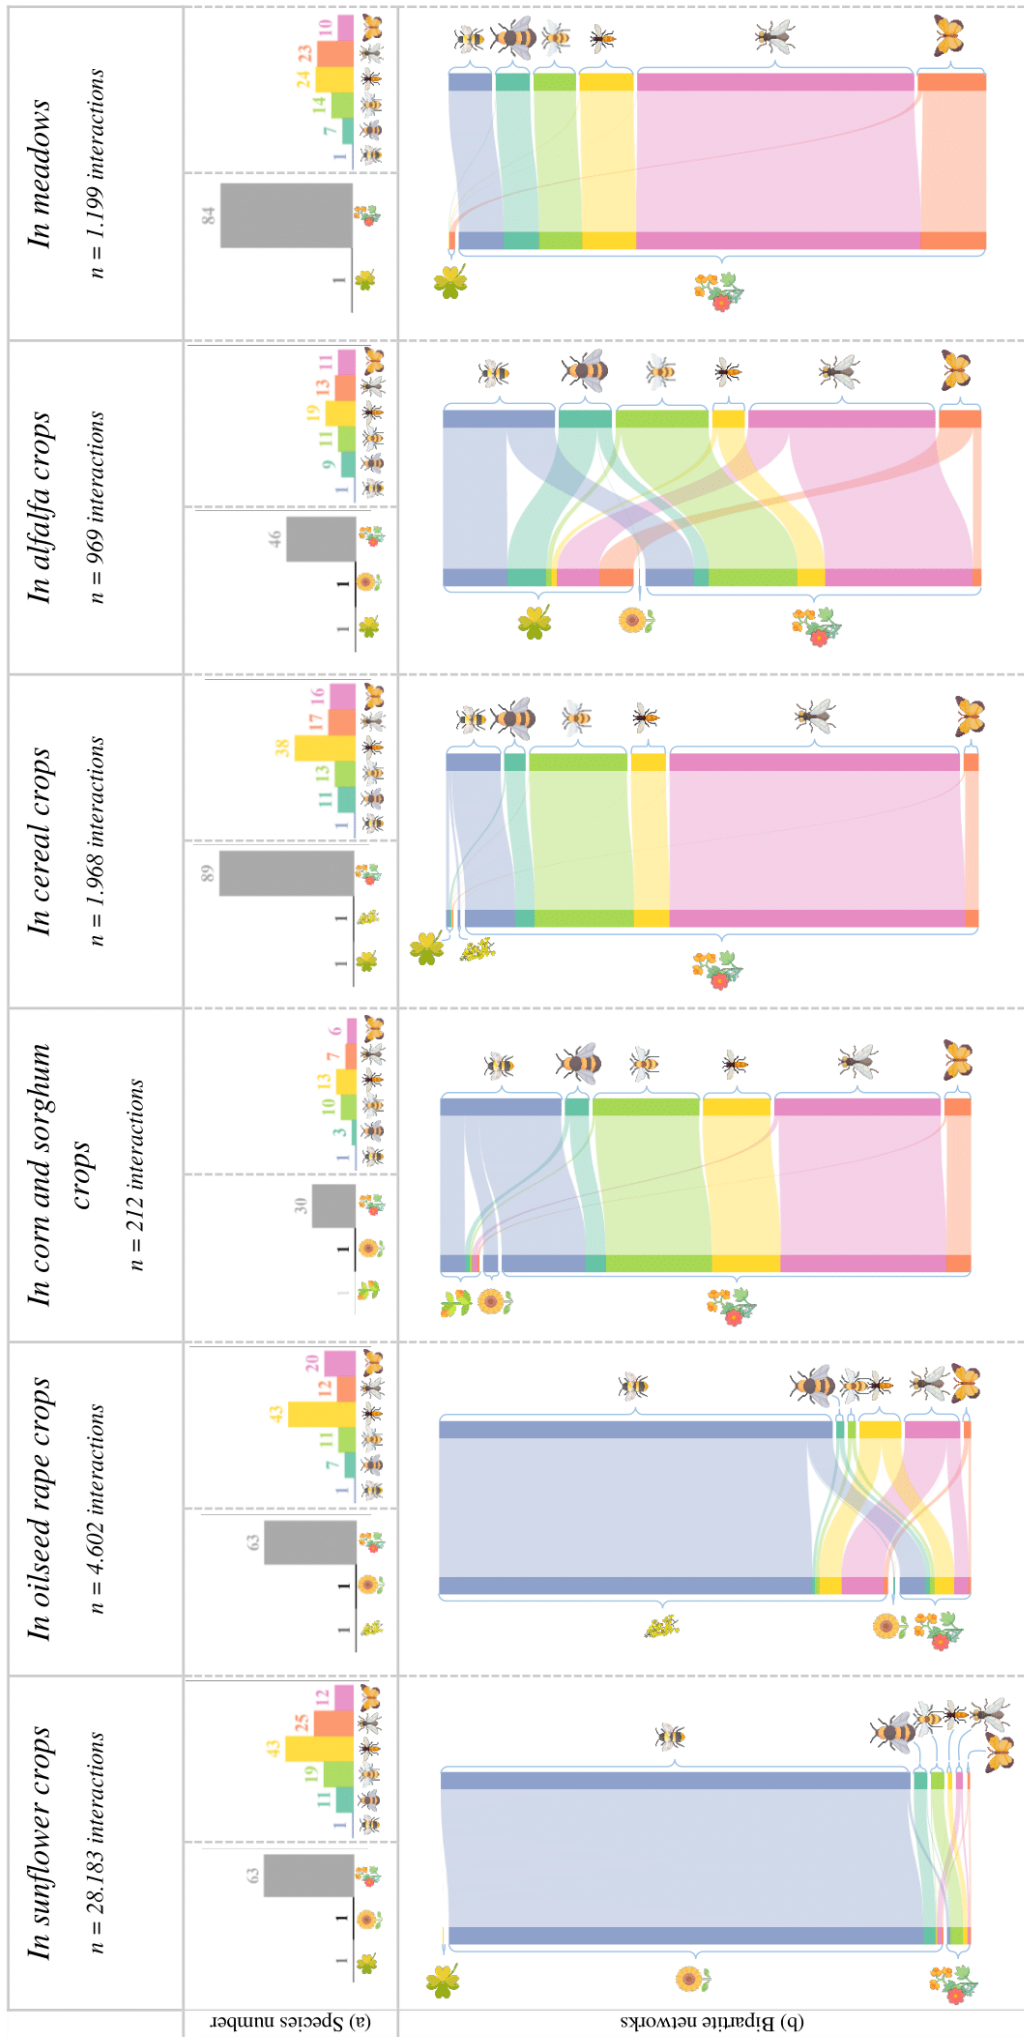 In sunflower crops
n = 28.183 interactions
In oilseed rape crops
n = 4.602 interactions
In corn and sorghum
crops
n = 212 interactions
In cereal crops
n = 1.968 interactions
In alfalfa crops
n = 969 interactions
In meadows
n = 1.199 interactions
(a) Species number
1 1 63 1 11 19 43 25 12
1 1 63 1 7 11 43 12 20
1 1 30 1 3 10 13 7 6
1 1 89 1 11 13 38 17 16
1 1 46 1 9 11 19 13 11
1 84 1 7 14 24 23 10
(b) Bipartite networks